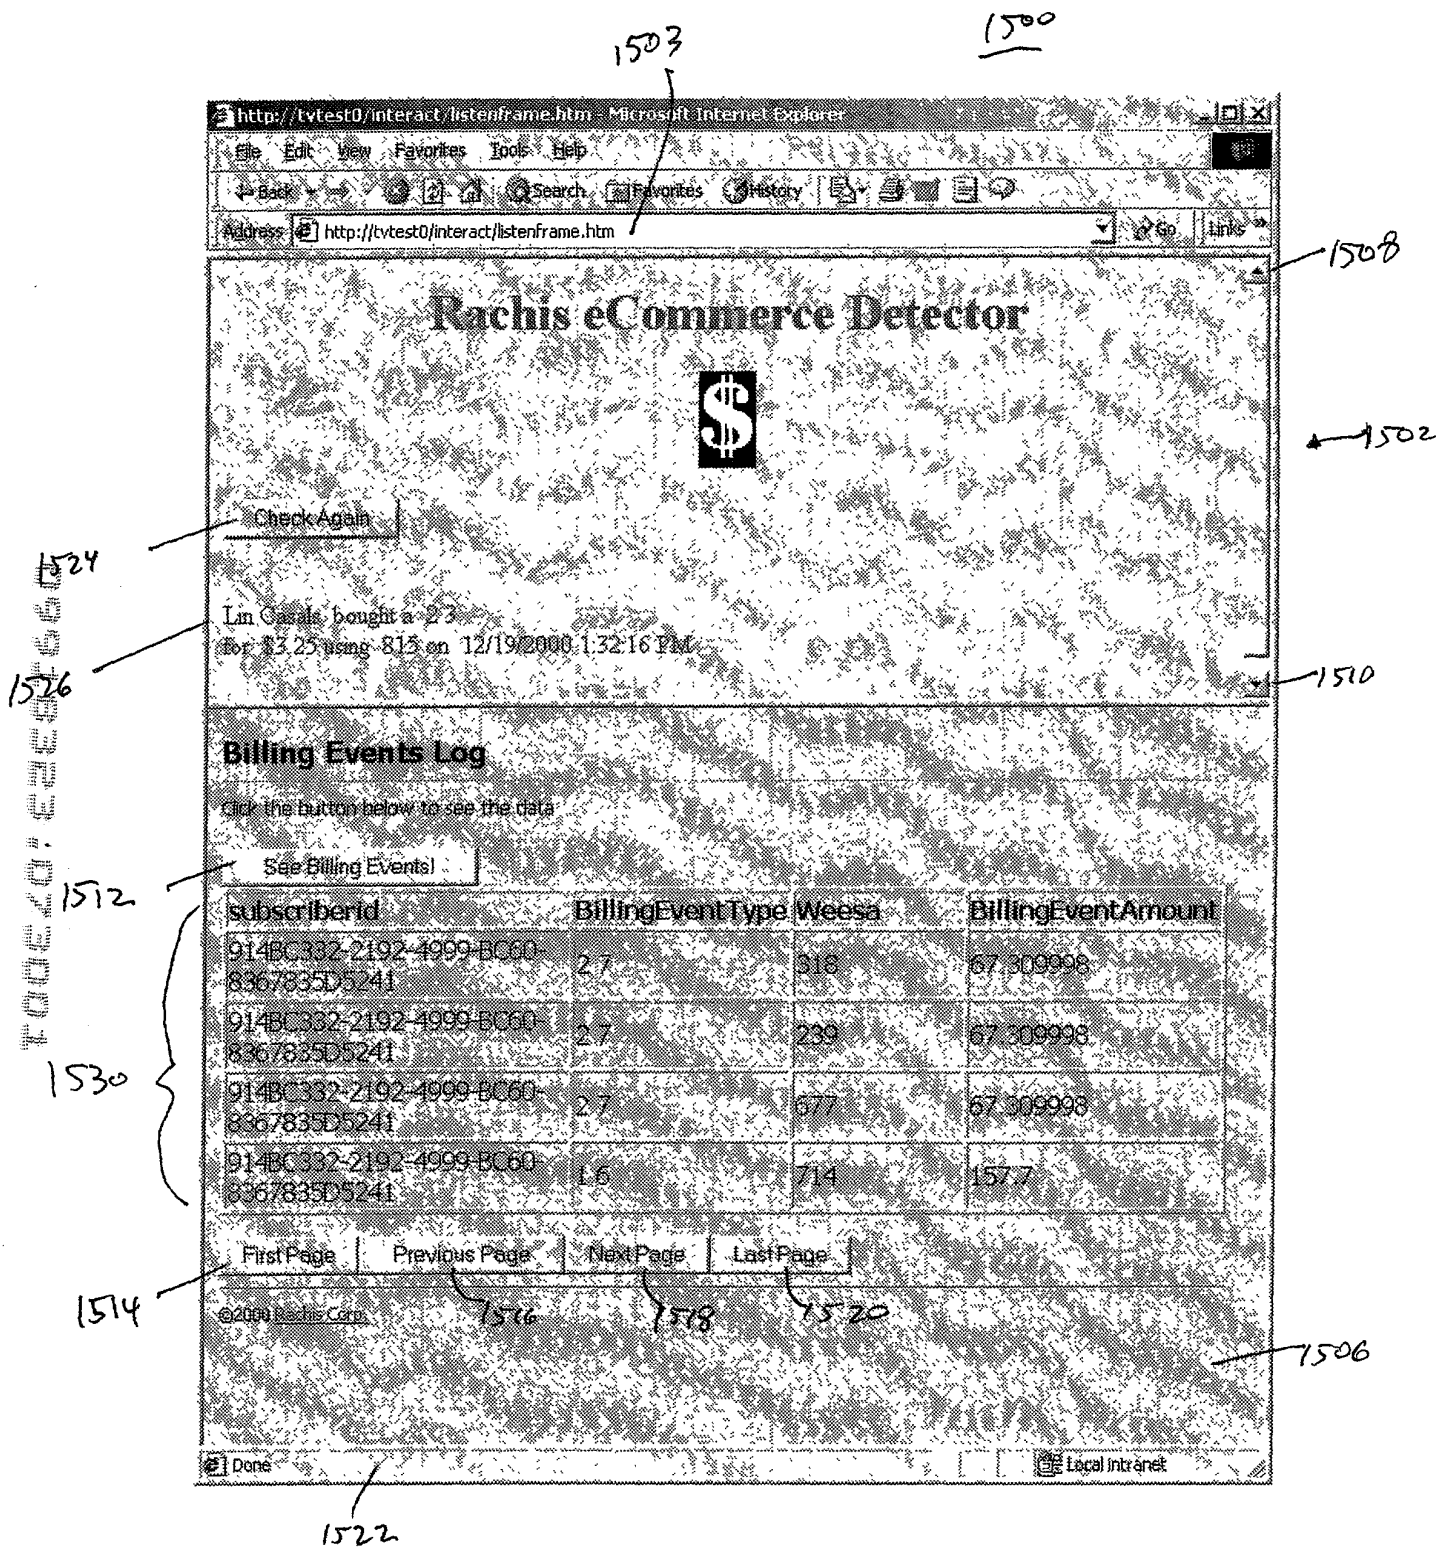 1500
1503
http://tvtest0/interact/listenframe.htm - Microsoft Internet Explorer
File Edit View Favorites Tools Help
Back Search Favorites History
Address http://tvtest0/interact/listenframe.htm Go Links »
1508
Rachis eCommerce Detector
$
1502
Check Again
1524
Lin Casals bought a 2 3
for $3.25 using 815 on 12/19/2000 1:32:16 PM
1526
1510
Billing Events Log
Click the button below to see the data
See Billing Events!
1512
subscriberid BillingEventType Weesa BillingEventAmount
914BC332-2192-4999-BC60-8367835D5241 2.7 318 67.309998
914BC332-2192-4999-BC60-8367835D5241 2.7 239 67.309998
914BC332-2192-4999-BC60-8367835D5241 2.7 677 67.309998
914BC332-2192-4999-BC60-8367835D5241 1.6 714 157.7
1530
First Page Previous Page Next Page Last Page
1514
©2000 Rachis Corp.
1516 1518 1520
1506
Done Local intranet
1522